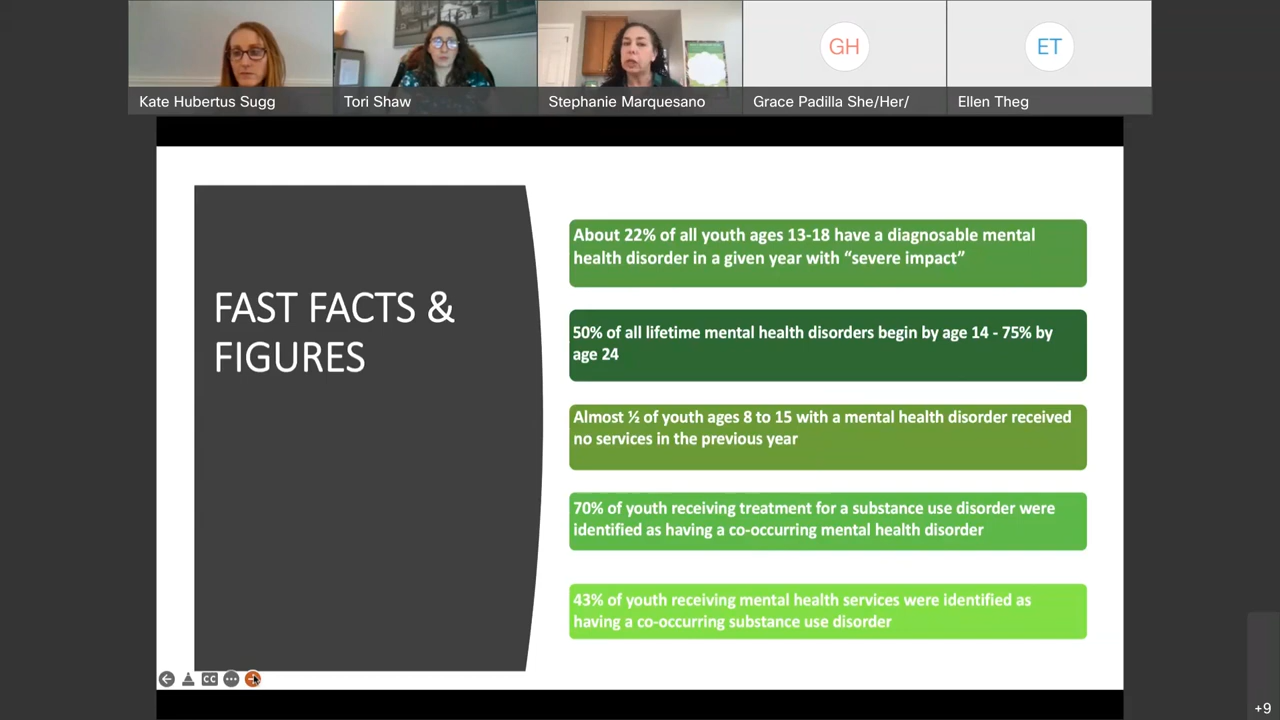 GH
ET
Kate Hubertus Sugg
Tori Shaw
Stephanie Marquesano
Grace Padilla She/Her/
Ellen Theg
FAST FACTS &
FIGURES
About 22% of all youth ages 13-18 have a diagnosable mental
health disorder in a given year with “severe impact”
50% of all lifetime mental health disorders begin by age 14 - 75% by
age 24
Almost ½ of youth ages 8 to 15 with a mental health disorder received
no services in the previous year
70% of youth receiving treatment for a substance use disorder were
identified as having a co-occurring mental health disorder
43% of youth receiving mental health services were identified as
having a co-occurring substance use disorder
CC
+9